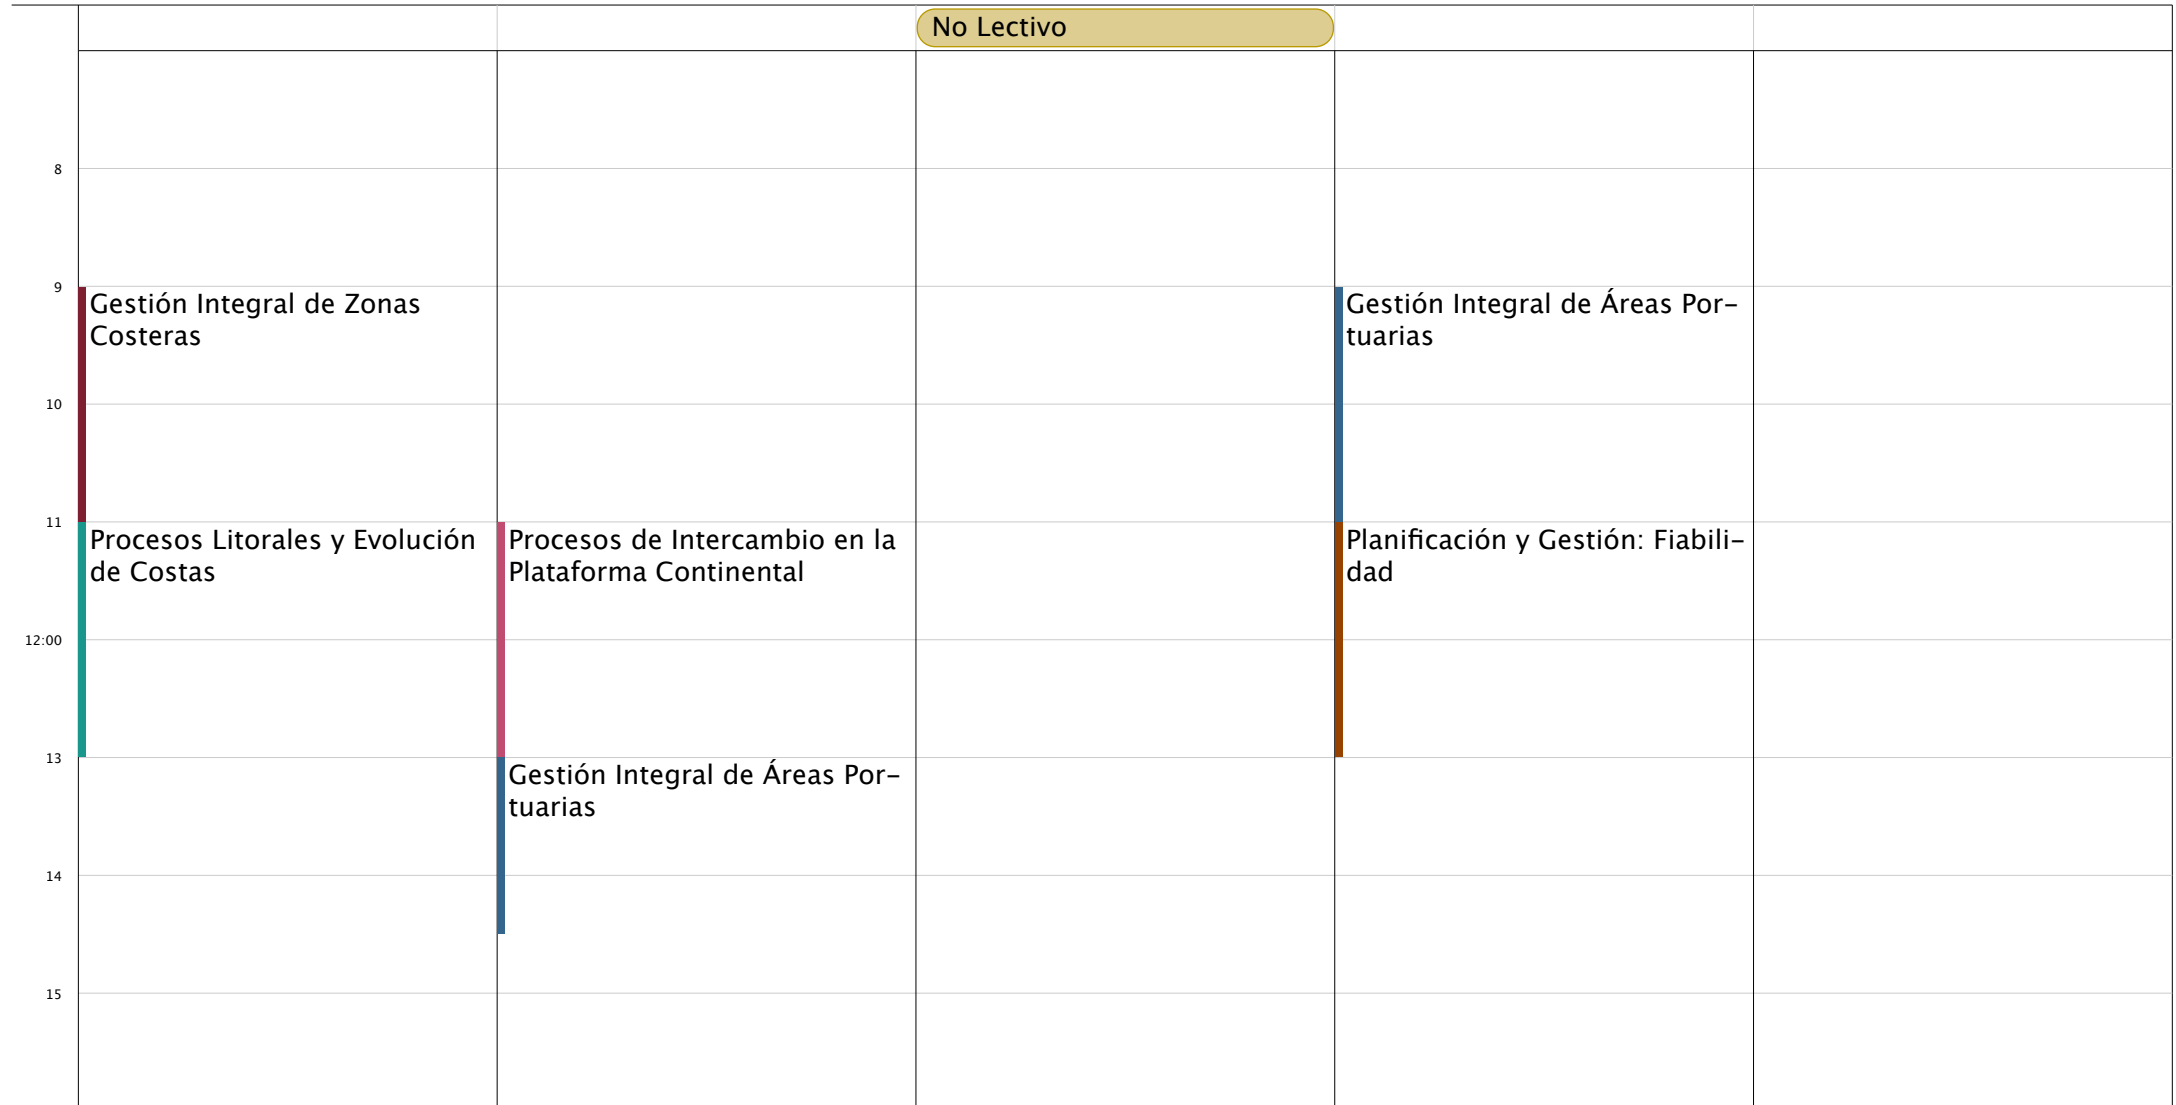 No Lectivo
8
9
Gestión Integral de Zonas
Costeras
Gestión Integral de Áreas Por-
tuarias
10
11
Procesos Litorales y Evolución
de Costas
Procesos de Intercambio en la
Plataforma Continental
Planificación y Gestión: Fiabili-
dad
12:00
13
Gestión Integral de Áreas Por-
tuarias
14
15